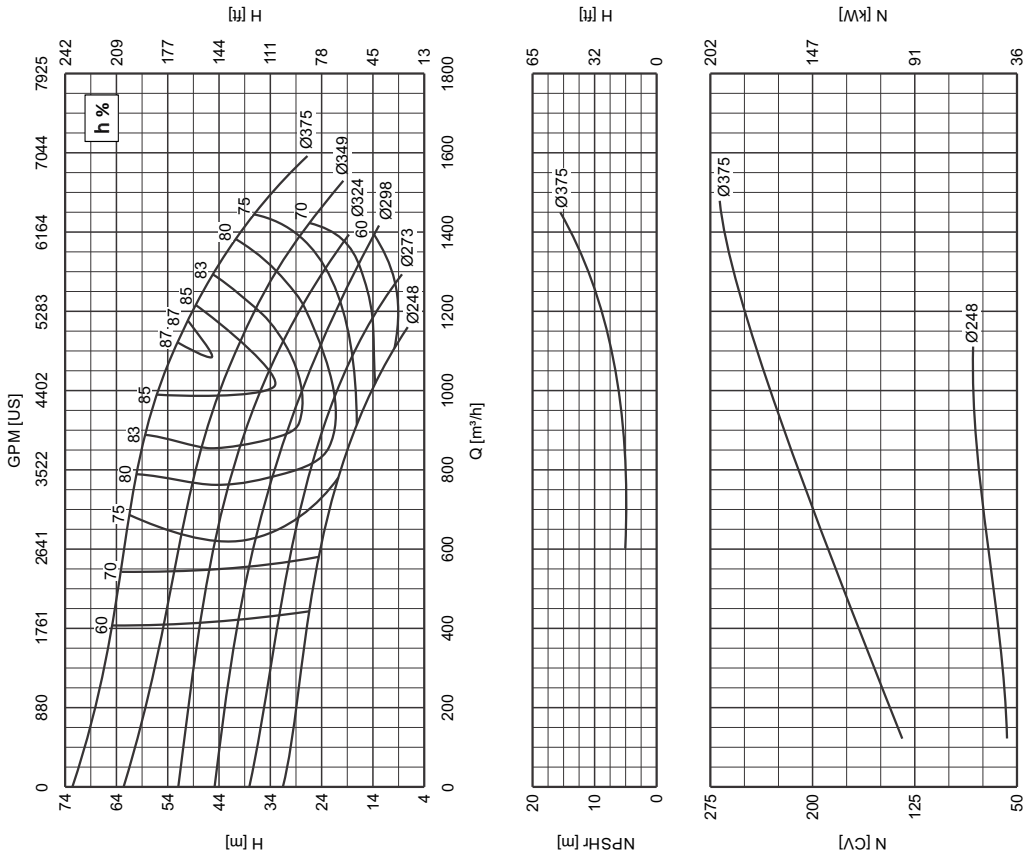 GPM [US]
0 880 1761 2641 3522 4402 5283 6164 7044 7925
H [m]
74
64
54
44
34
24
14
4
H [ft]
242
209
177
144
111
78
45
13
h %
60
70
75
80
83
85
87
87
85
83
80
75
70
60
Ø375
Ø349
Ø324
Ø298
Ø273
Ø248
0 200 400 600 800 1000 1200 1400 1600 1800
Q [m³/h]
NPSHr [m]
20
10
0
H [ft]
65
32
0
Ø375
N [CV]
275
200
125
50
N [kW]
202
147
91
36
Ø375
Ø248